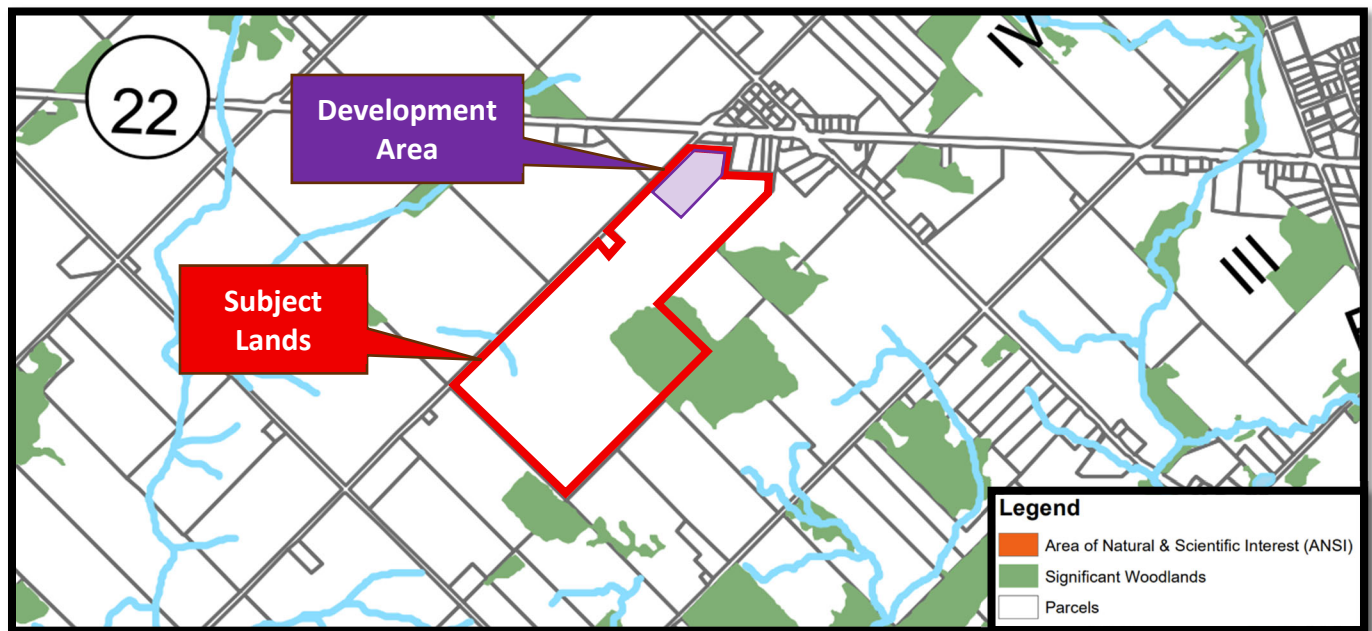 22
Development
Area
IV
III
Subject
Lands
Legend
Area of Natural & Scientific Interest (ANSI)
Significant Woodlands
Parcels